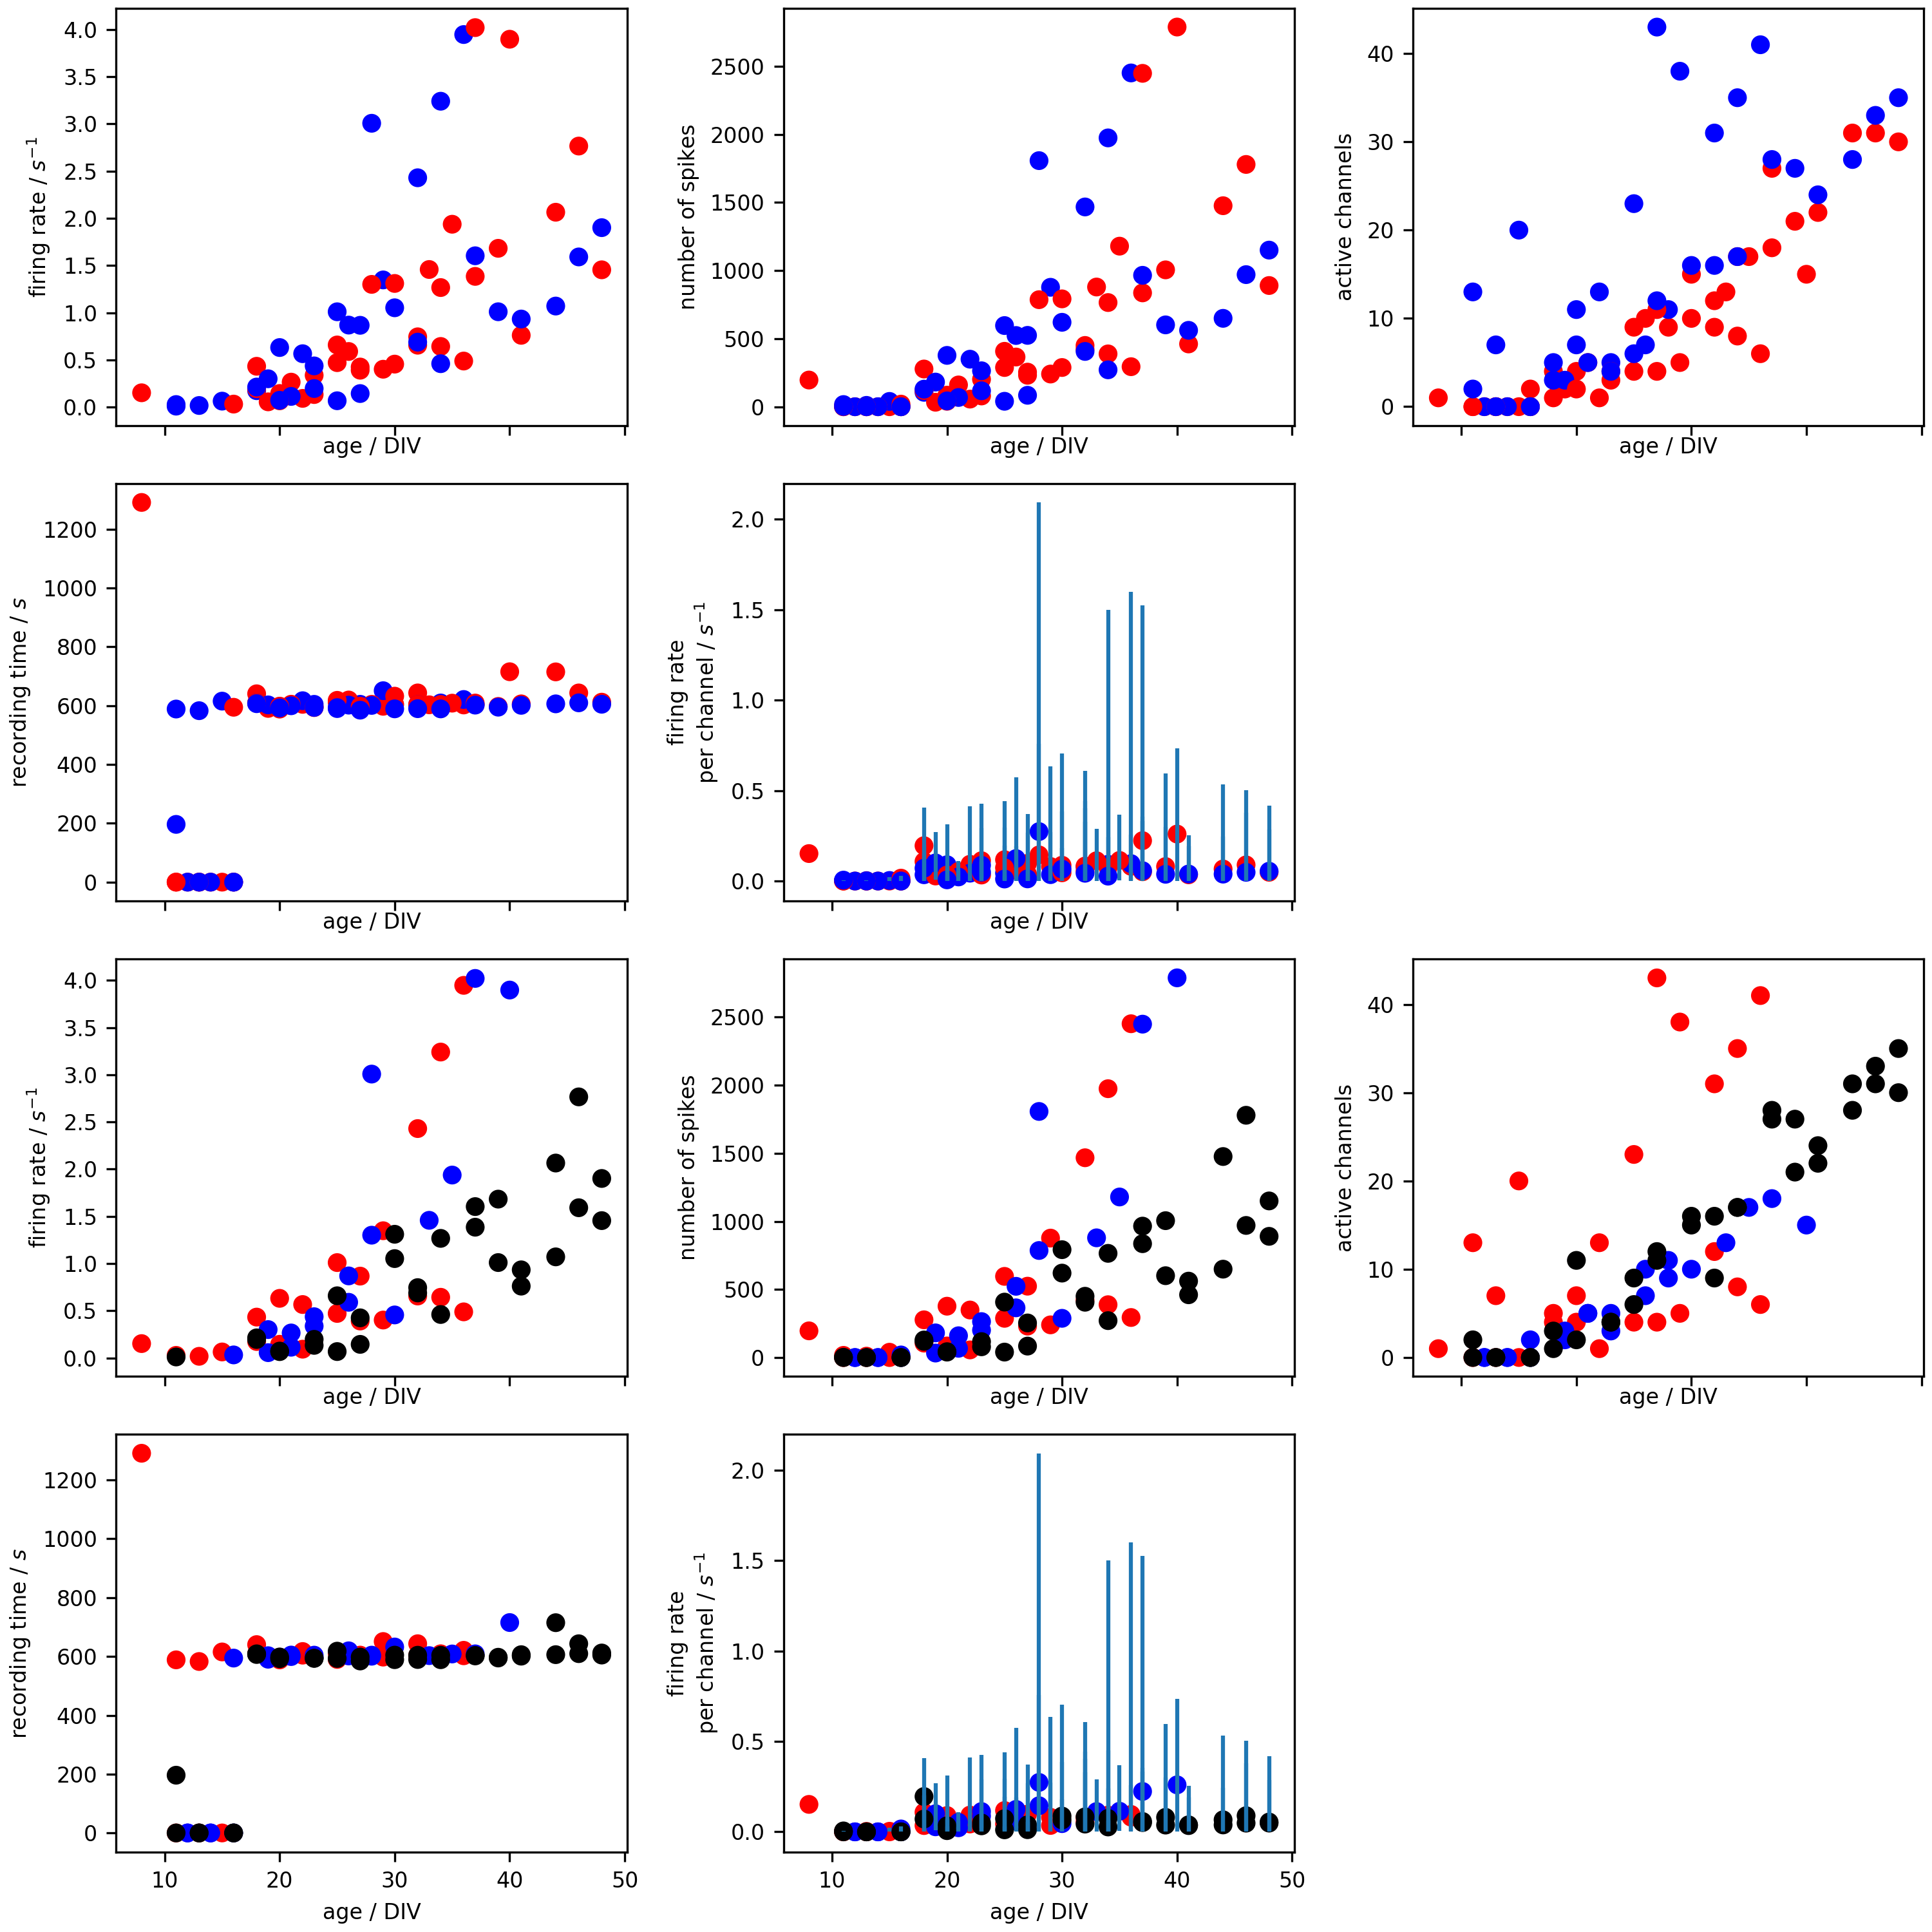 4.0
3.5
3.0
2.5
2.0
1.5
1.0
0.5
0.0
firing rate / s⁻¹
age / DIV
2500
2000
1500
1000
500
0
number of spikes
age / DIV
40
30
20
10
0
active channels
age / DIV
1200
1000
800
600
400
200
0
recording time / s
age / DIV
2.0
1.5
1.0
0.5
0.0
firing rate
per channel / s⁻¹
age / DIV
4.0
3.5
3.0
2.5
2.0
1.5
1.0
0.5
0.0
firing rate / s⁻¹
age / DIV
2500
2000
1500
1000
500
0
number of spikes
age / DIV
40
30
20
10
0
active channels
age / DIV
1200
1000
800
600
400
200
0
recording time / s
10 20 30 40 50
age / DIV
2.0
1.5
1.0
0.5
0.0
firing rate
per channel / s⁻¹
10 20 30 40 50
age / DIV